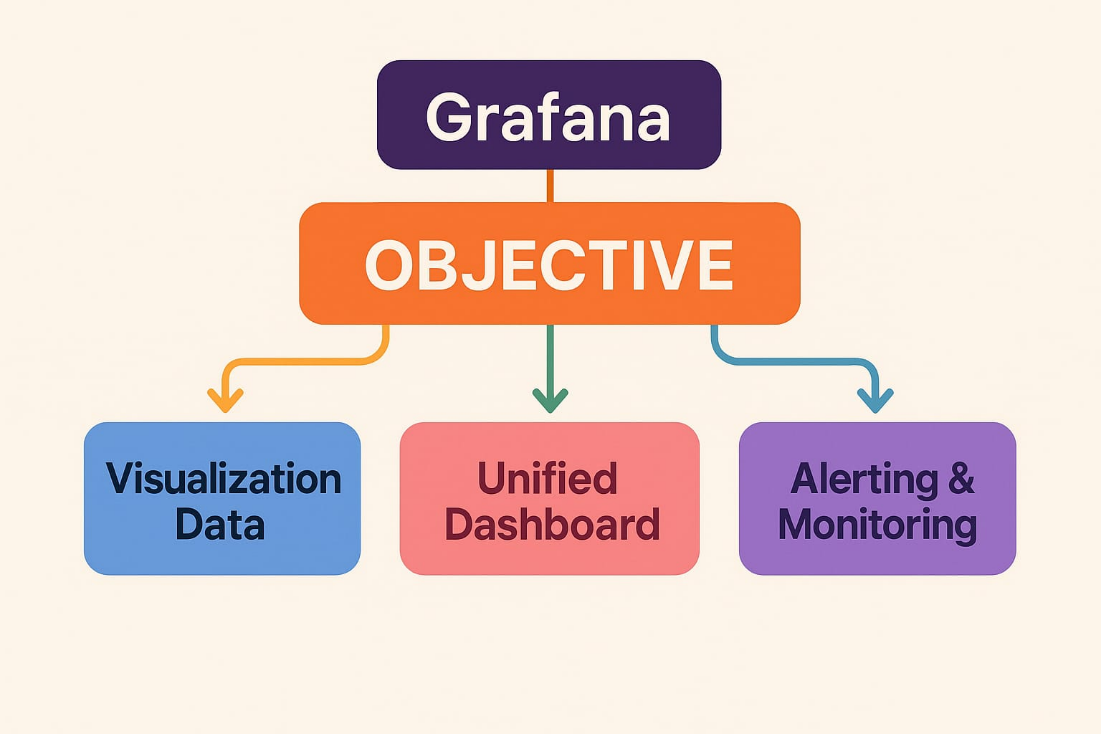 Grafana
OBJECTIVE
Visualization
Data
Unified
Dashboard
Alerting &
Monitoring